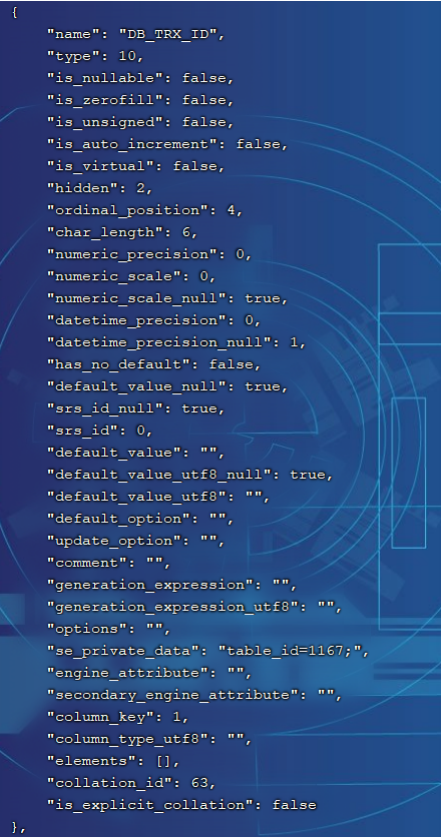 {
"name": "DB_TRX_ID",
"type": 10,
"is_nullable": false,
"is_zerofill": false,
"is_unsigned": false,
"is_auto_increment": false,
"is_virtual": false,
"hidden": 2,
"ordinal_position": 4,
"char_length": 6,
"numeric_precision": 0,
"numeric_scale": 0,
"numeric_scale_null": true,
"datetime_precision": 0,
"datetime_precision_null": 1,
"has_no_default": false,
"default_value_null": true,
"srs_id_null": true,
"srs_id": 0,
"default_value": "",
"default_value_utf8_null": true,
"default_value_utf8": "",
"default_option": "",
"update_option": "",
"comment": "",
"generation_expression": "",
"generation_expression_utf8": "",
"options": "",
"se_private_data": "table_id=1167;",
"engine_attribute": "",
"secondary_engine_attribute": "",
"column_key": 1,
"column_type_utf8": "",
"elements": [],
"collation_id": 63,
"is_explicit_collation": false
},